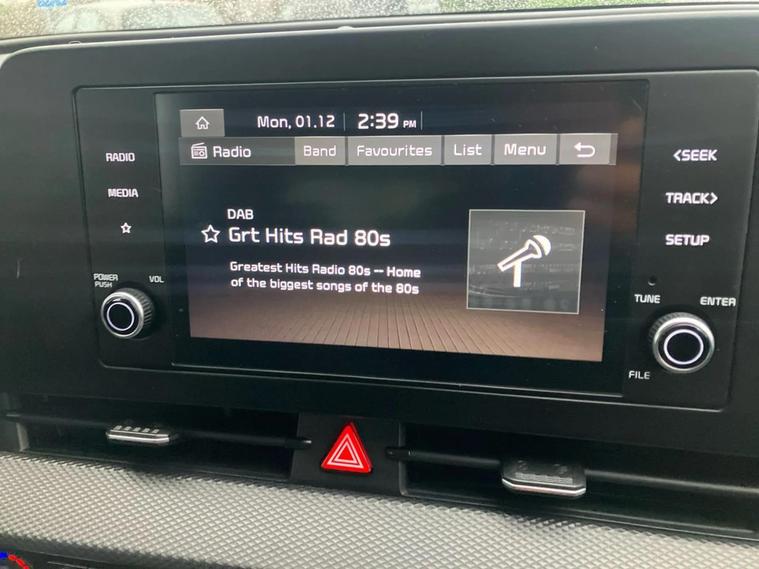 Mon, 01.12 2:39 PM
Radio Band Favourites List Menu
DAB
Grt Hits Rad 80s
Greatest Hits Radio 80s -- Home
of the biggest songs of the 80s
RADIO
MEDIA
POWER
PUSH
VOL
<SEEK
TRACK>
SETUP
TUNE
ENTER
FILE